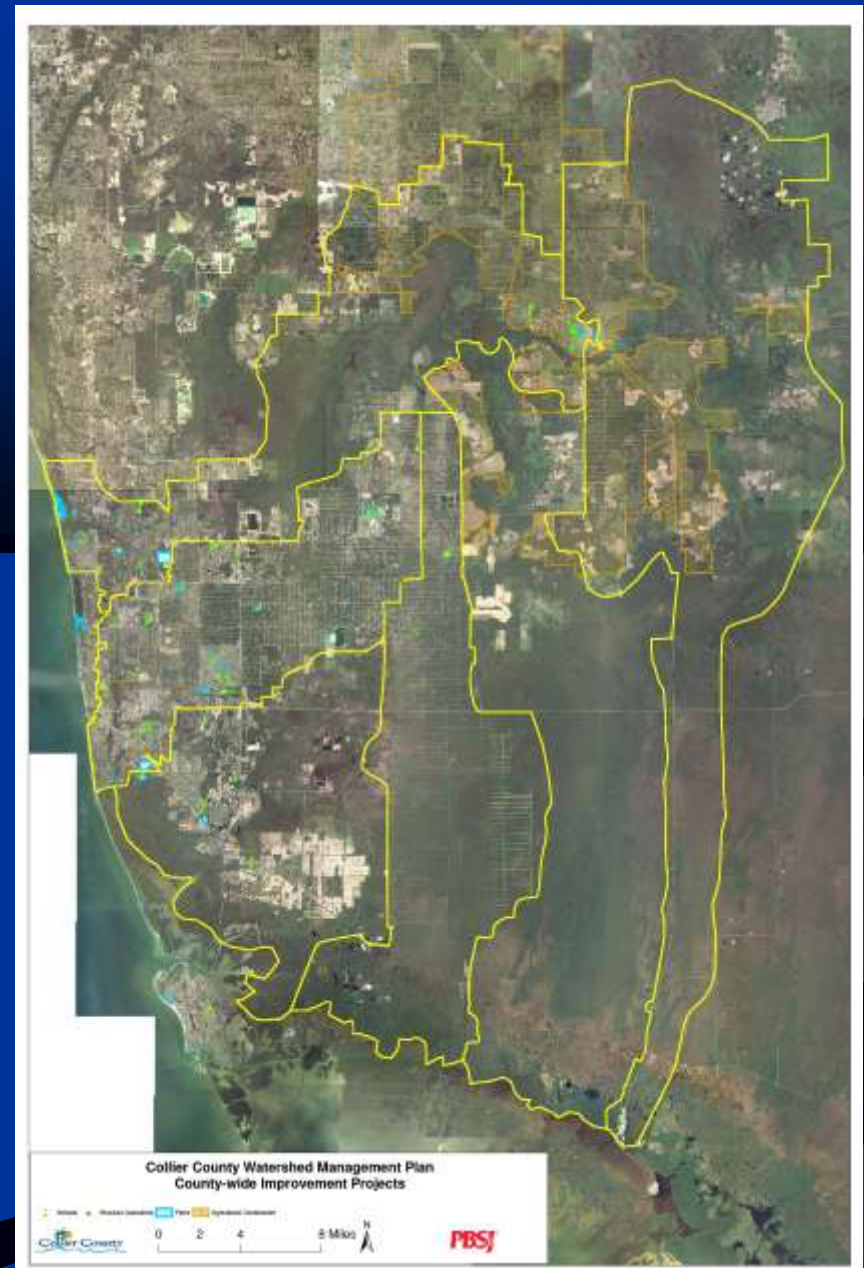 Collier County Watershed Management Plan
County-wide Improvement Projects
Collier County
0 2 4 8 Miles
N
PBSJ